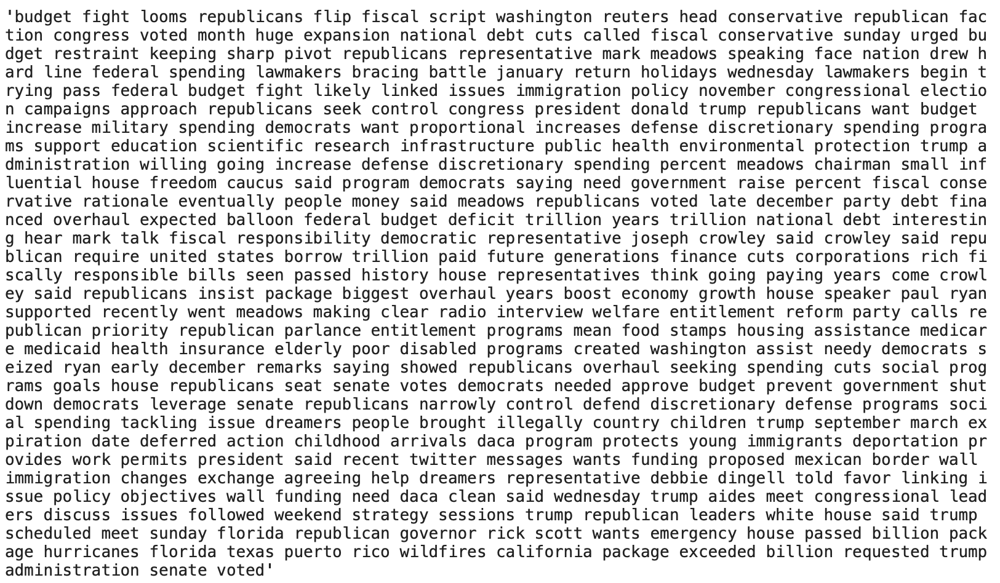 'budget fight looms republicans flip fiscal script washington reuters head conservative republican fac
tion congress voted month huge expansion national debt cuts called fiscal conservative sunday urged bu
dget restraint keeping sharp pivot republicans representative mark meadows speaking face nation drew h
ard line federal spending lawmakers bracing battle january return holidays wednesday lawmakers begin t
rying pass federal budget fight likely linked issues immigration policy november congressional electio
n campaigns approach republicans seek control congress president donald trump republicans want budget
increase military spending democrats want proportional increases defense discretionary spending progra
ms support education scientific research infrastructure public health environmental protection trump a
dministration willing going increase defense discretionary spending percent meadows chairman small inf
luential house freedom caucus said program democrats saying need government raise percent fiscal conse
rvative rationale eventually people money said meadows republicans voted late december party debt fina
nced overhaul expected balloon federal budget deficit trillion years trillion national debt interestin
g hear mark talk fiscal responsibility democratic representative joseph crowley said crowley said repu
blican require united states borrow trillion paid future generations finance cuts corporations rich fi
scally responsible bills seen passed history house representatives think going paying years come crowl
ey said republicans insist package biggest overhaul years boost economy growth house speaker paul ryan
supported recently went meadows making clear radio interview welfare entitlement reform party calls re
publican priority republican parlance entitlement programs mean food stamps housing assistance medicar
e medicaid health insurance elderly poor disabled programs created washington assist needy democrats s
eized ryan early december remarks saying showed republicans overhaul seeking spending cuts social prog
rams goals house republicans seat senate votes democrats needed approve budget prevent government shut
down democrats leverage senate republicans narrowly control defend discretionary defense programs soci
al spending tackling issue dreamers people brought illegally country children trump september march ex
piration date deferred action childhood arrivals daca program protects young immigrants deportation pr
ovides work permits president said recent twitter messages wants funding proposed mexican border wall
immigration changes exchange agreeing help dreamers representative debbie dingell told favor linking i
ssue policy objectives wall funding need daca clean said wednesday trump aides meet congressional lead
ers discuss issues followed weekend strategy sessions trump republican leaders white house said trump
scheduled meet sunday florida republican governor rick scott wants emergency house passed billion pack
age hurricanes florida texas puerto rico wildfires california package exceeded billion requested trump
administration senate voted'